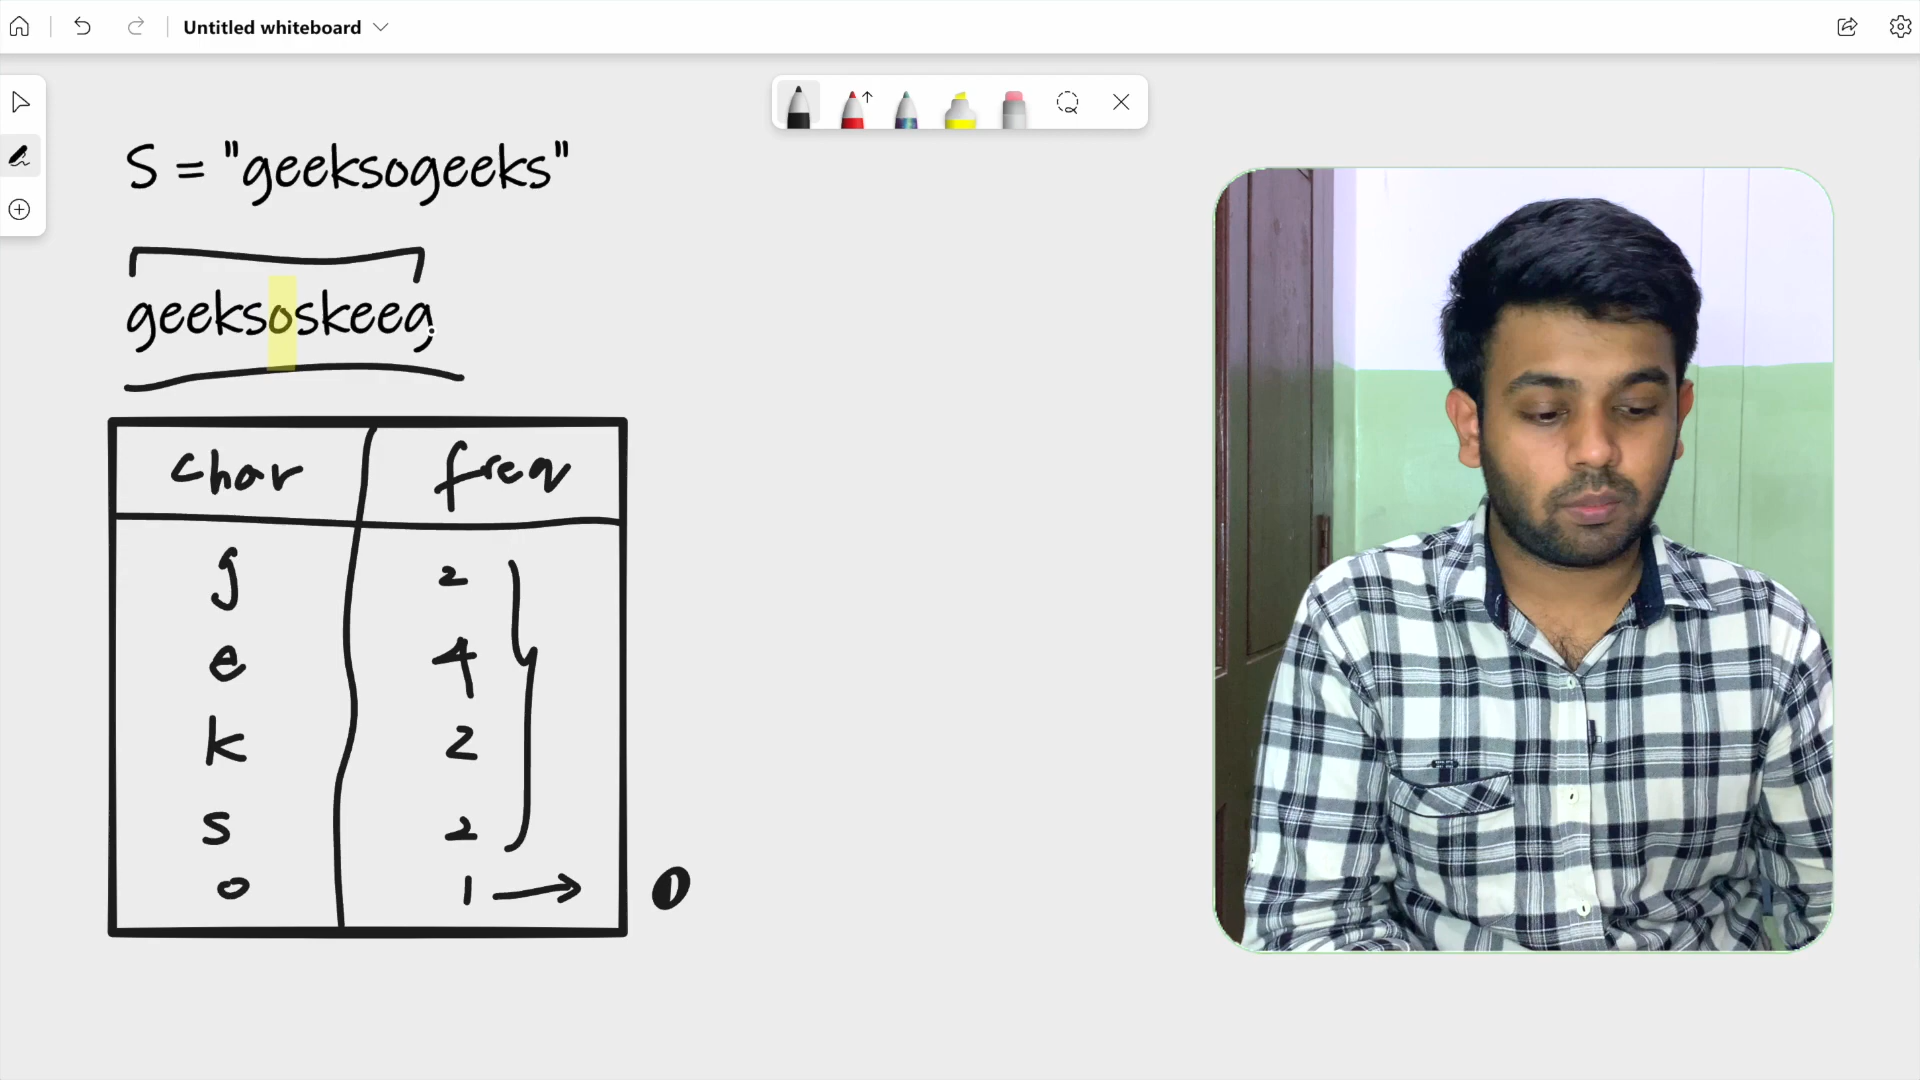 Untitled whiteboard
S = "geeksogeeks"
geeksoskeeg
char freq
g 2
e 4
k 2
s 2
o 1 → 1